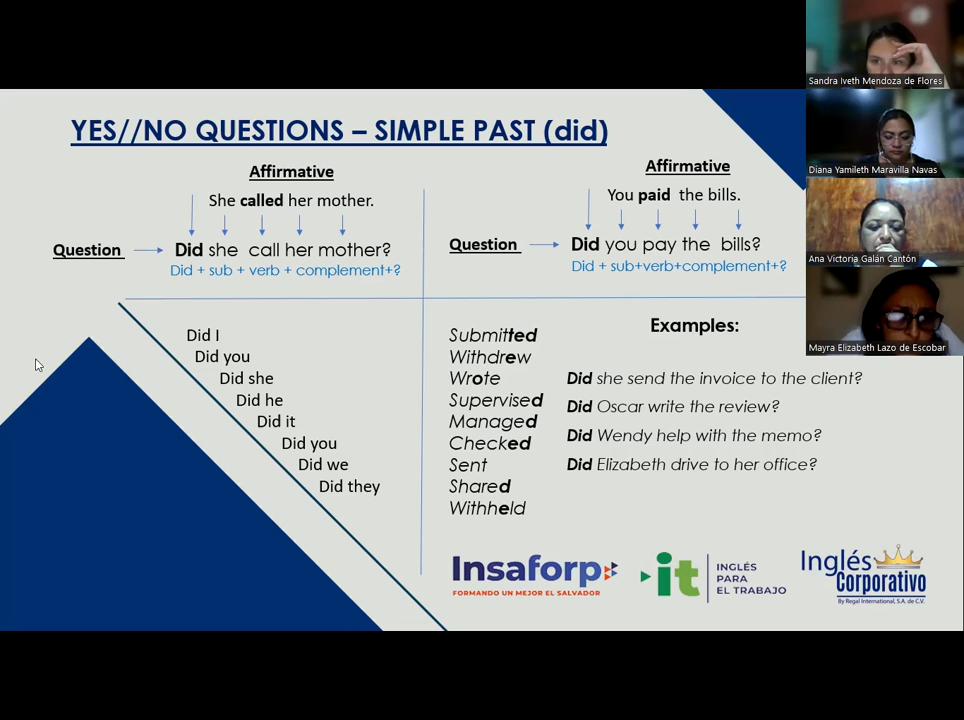 YES//NO QUESTIONS – SIMPLE PAST (did)
Affirmative
She called her mother.
Question
Did she call her mother?
Did + sub + verb + complement+?
Affirmative
You paid the bills.
Question
Did you pay the bills?
Did + sub+verb+complement+?
Did I
Did you
Did she
Did he
Did it
Did you
Did we
Did they
Submitted
Withdrew
Wrote
Supervised
Managed
Checked
Sent
Shared
Withheld
Examples:
Did she send the invoice to the client?
Did Oscar write the review?
Did Wendy help with the memo?
Did Elizabeth drive to her office?
Insaforp
FORMANDO UN MEJOR EL SALVADOR
it
INGLÉS
PARA
EL TRABAJO
Inglés
Corporativo
By Regal International, S.A. de C.V.
Sandra Iveth Mendoza de Flores
Diana Yamileth Maravilla Navas
Ana Victoria Galán Cantón
Mayra Elizabeth Lazo de Escobar